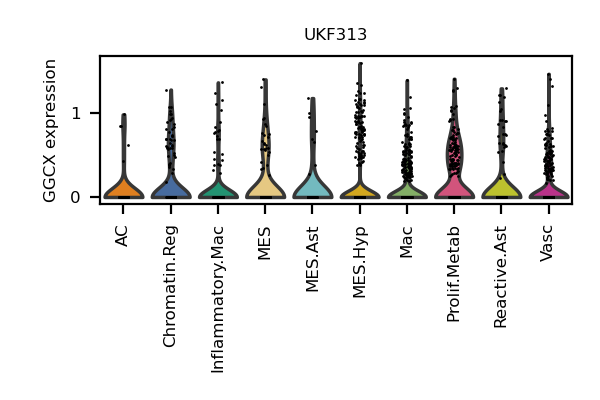 UKF313
GGCX expression
1
0
AC
Chromatin.Reg
Inflammatory.Mac
MES
MES.Ast
MES.Hyp
Mac
Prolif.Metab
Reactive.Ast
Vasc